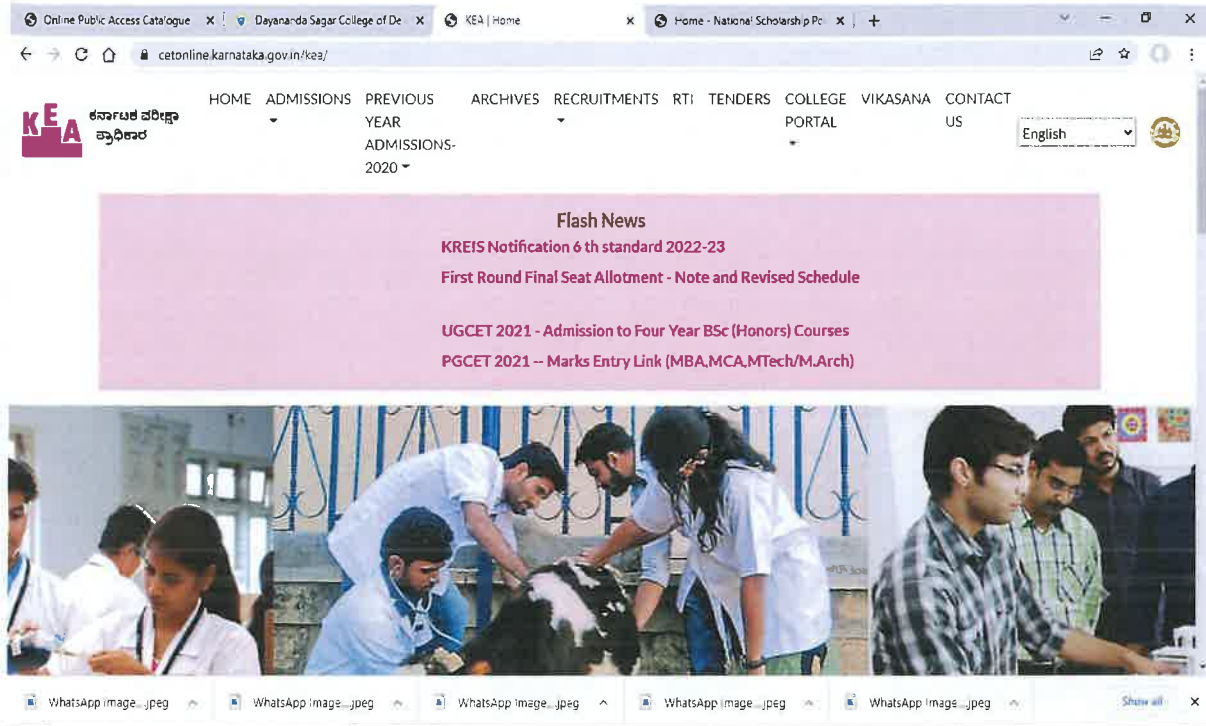 Online Public Access Catalogue
Dayananda Sagar College of De
KEA | Home
Home - National Scholarship Po
cetonline.karnataka.gov.in/kea/
KEA
ಕರ್ನಾಟಕ ಪರೀಕ್ಷಾ
ಪ್ರಾಧಿಕಾರ
HOME
ADMISSIONS
PREVIOUS
YEAR
ADMISSIONS-
2020
ARCHIVES
RECRUITMENTS
RTI
TENDERS
COLLEGE
PORTAL
VIKASANA
CONTACT
US
English
Flash News
KREIS Notification 6 th standard 2022-23
First Round Final Seat Allotment - Note and Revised Schedule
UGCET 2021 - Admission to Four Year BSc (Honors) Courses
PGCET 2021 -- Marks Entry Link (MBA,MCA,MTech/M.Arch)
WhatsApp Image....jpeg
WhatsApp Image....jpeg
WhatsApp Image....jpeg
WhatsApp Image....jpeg
WhatsApp Image....jpeg
Show all